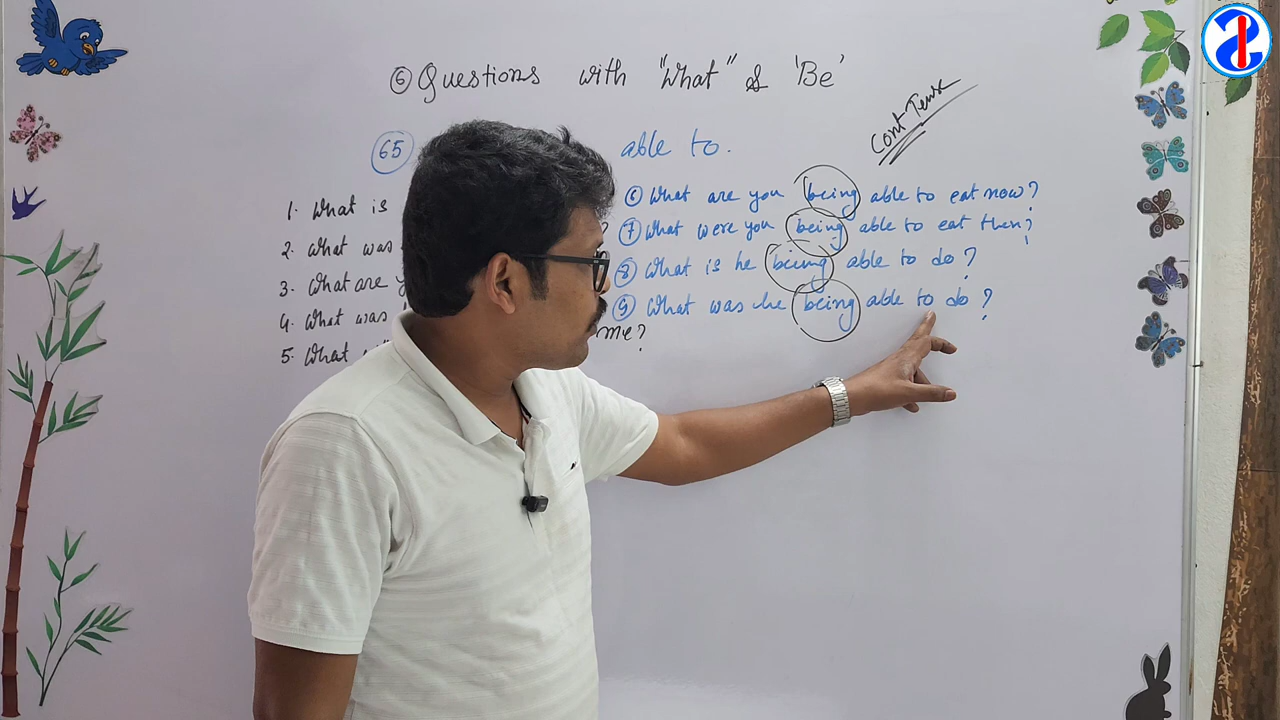 ⑥ Questions with "What" & 'Be'
Cont Tense
65 able to.
1. What is
2. What was
3. What are
4. What was
5. What
me?
⑥ What are you being able to eat now?
⑦ What were you being able to eat then?
⑧ What is he being able to do?
⑨ What was he being able to do?